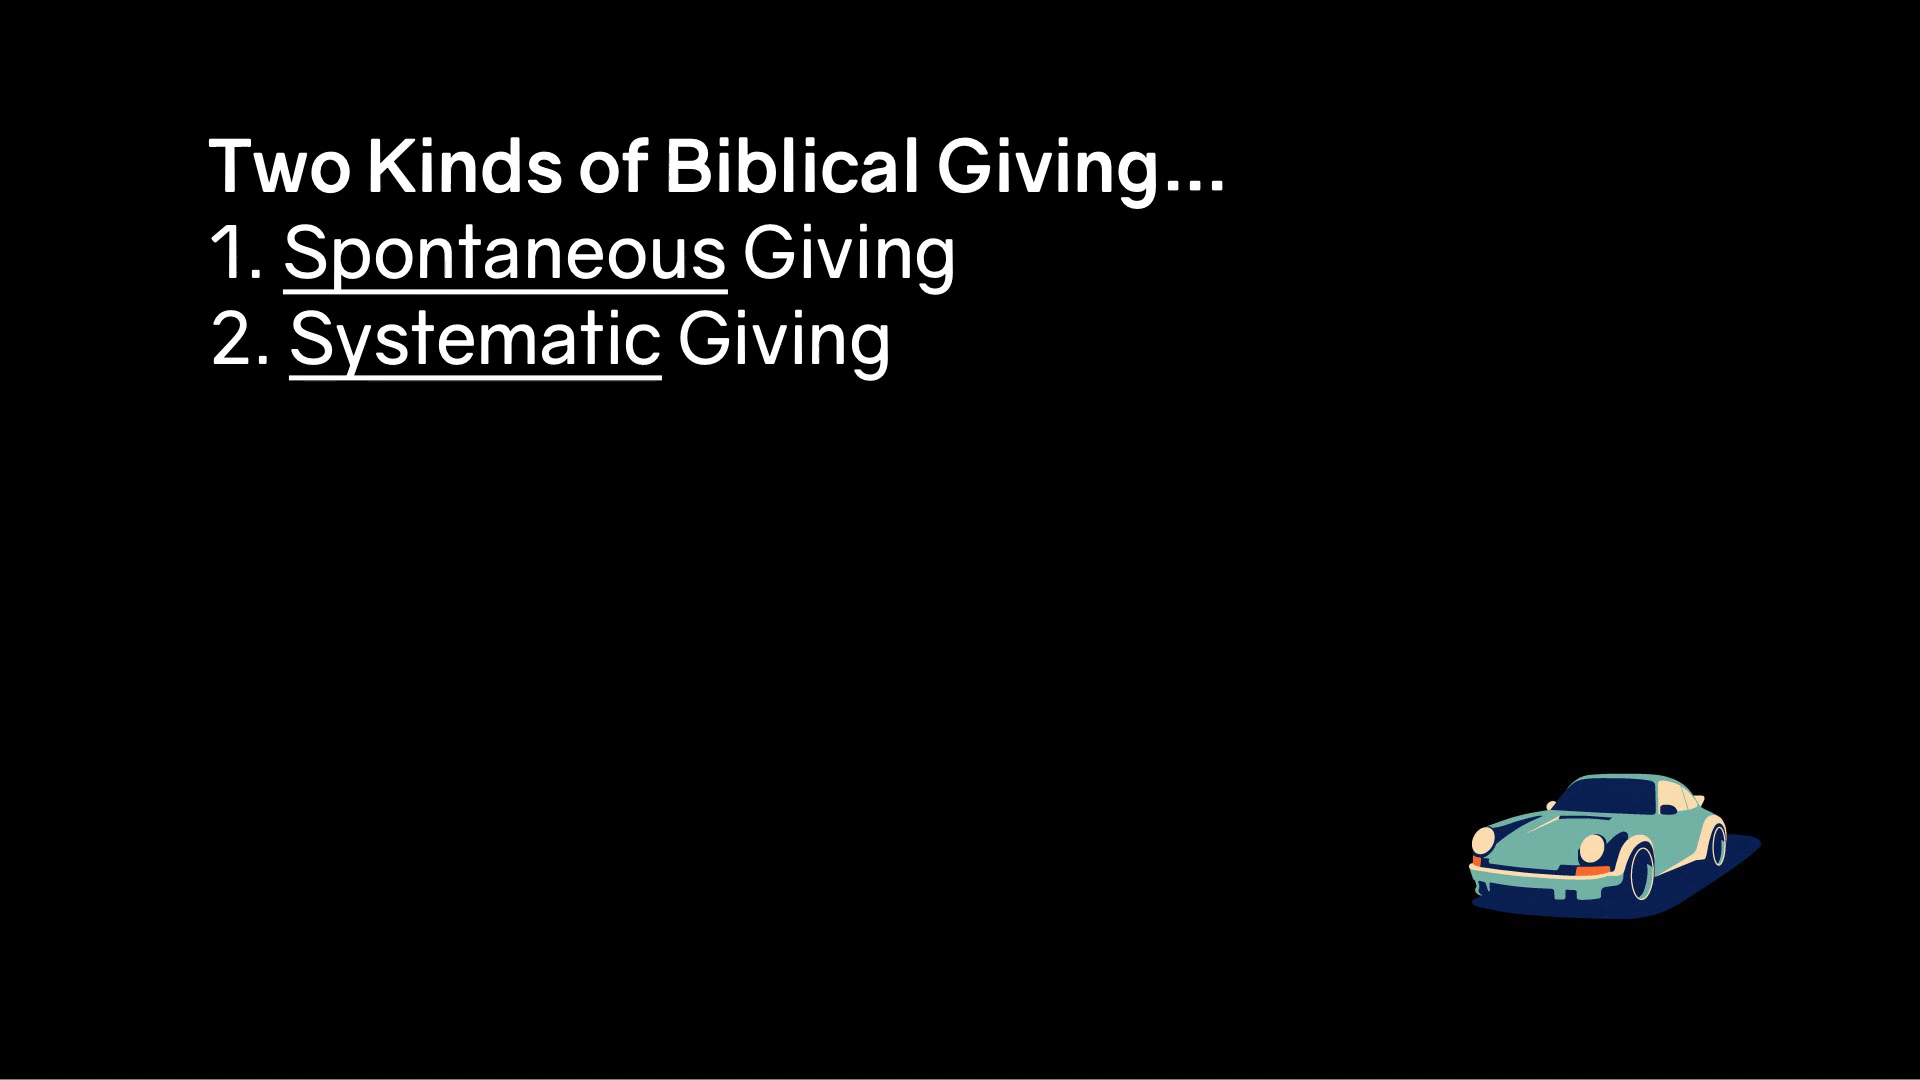 Two Kinds of Biblical Giving...
1. Spontaneous Giving
2. Systematic Giving